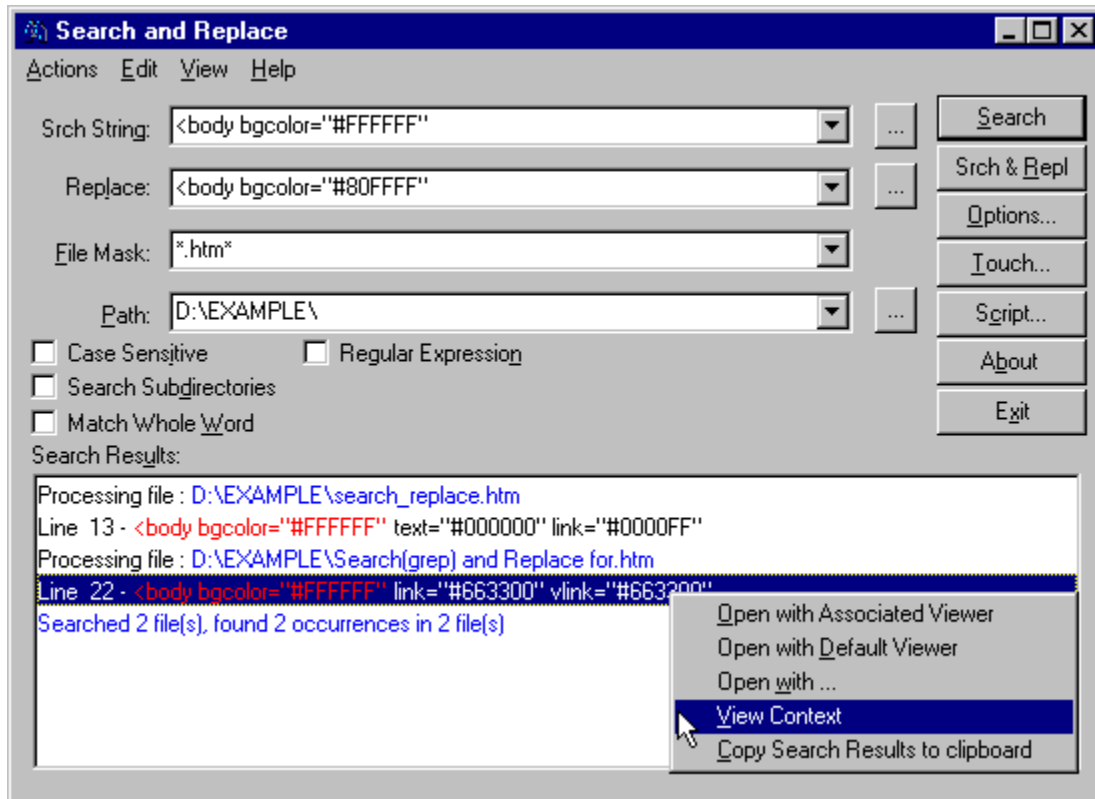 Search and Replace
Actions Edit View Help
Srch String: <body bgcolor="#FFFFFF" ... Search
Replace: <body bgcolor="#80FFFF" ... Srch & Repl
Options...
File Mask: *.htm*
Touch...
Path: D:\EXAMPLE\ ... Script...
Case Sensitive Regular Expression
About
Search Subdirectories
Match Whole Word Exit
Search Results:
Processing file : D:\EXAMPLE\search_replace.htm
Line 13 - <body bgcolor="#FFFFFF" text="#000000" link="#0000FF"
Processing file : D:\EXAMPLE\Search(grep) and Replace for.htm
Line 22 - <body bgcolor="#FFFFFF" link="#663300" vlink="#663300"
Searched 2 file(s), found 2 occurrences in 2 file(s)
Open with Associated Viewer
Open with Default Viewer
Open with ...
View Context
Copy Search Results to clipboard